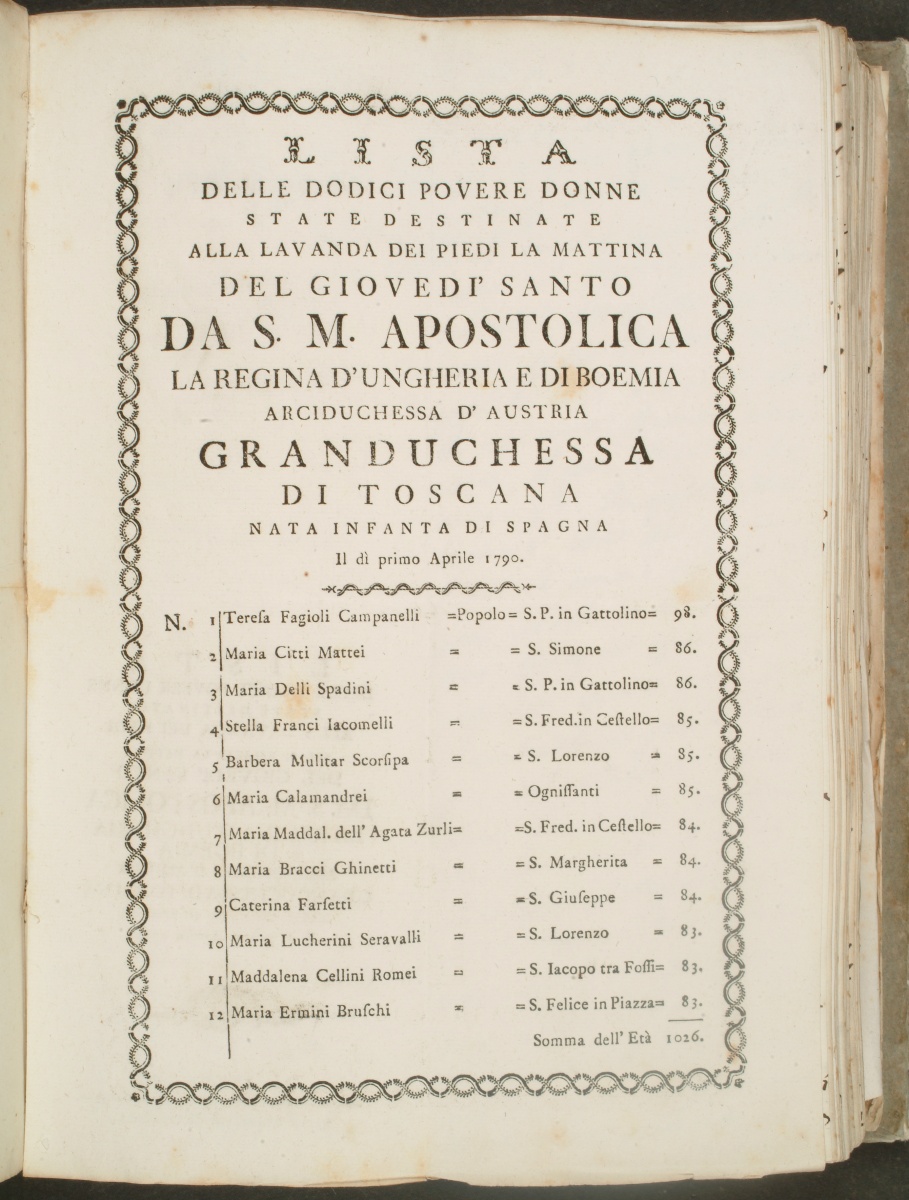 LISTA
DELLE DODICI POVERE DONNE
STATE DESTINATE
ALLA LAVANDA DEI PIEDI LA MATTINA
DEL GIOVEDI' SANTO
DA S. M. APOSTOLICA
LA REGINA D'UNGHERIA E DI BOEMIA
ARCIDUCHESSA D' AUSTRIA
GRANDUCHESSA
DI TOSCANA
NATA INFANTA DI SPAGNA
Il dì primo Aprile 1790.
N. 1 Tereſa Fagioli Campanelli =Popolo= S. P. in Gattolino= 98.
2 Maria Citti Mattei = = S. Simone = 86.
3 Maria Delli Spadini = = S. P. in Gattolino= 86.
4 Stella Franci Iacomelli = =S. Fred. in Ceſtello= 85.
5 Barbera Mulitar Scorſipa = = S. Lorenzo = 85.
6 Maria Calamandrei = = Ogniſſanti = 85.
7 Maria Maddal. dell' Agata Zurli= =S. Fred. in Ceſtello= 84.
8 Maria Bracci Ghinetti = = S. Margherita = 84.
9 Caterina Farſetti = = S. Giuſeppe = 84.
10 Maria Lucherini Seravalli = = S. Lorenzo = 83.
11 Maddalena Cellini Romei = = S. Iacopo tra Foſſi= 83.
12 Maria Ermini Bruſchi = = S. Felice in Piazza= 83.
Somma dell' Età 1026.